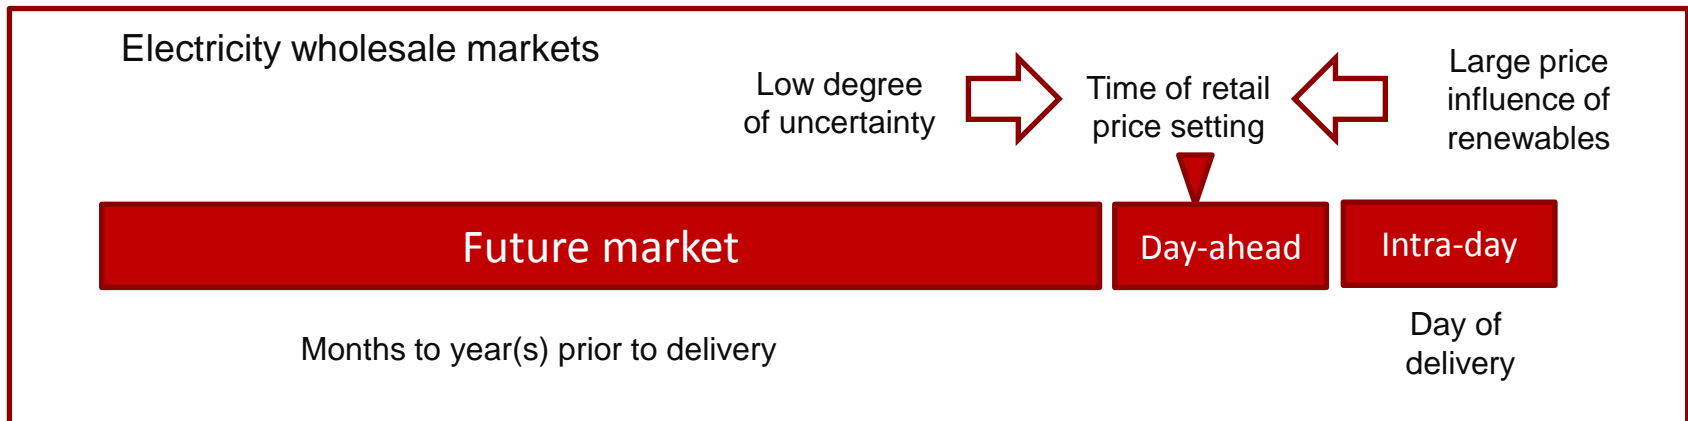 Electricity wholesale markets
Low degree
of uncertainty
Time of retail
price setting
Large price
influence of
renewables
Future market
Day-ahead
Intra-day
Months to year(s) prior to delivery
Day of
delivery